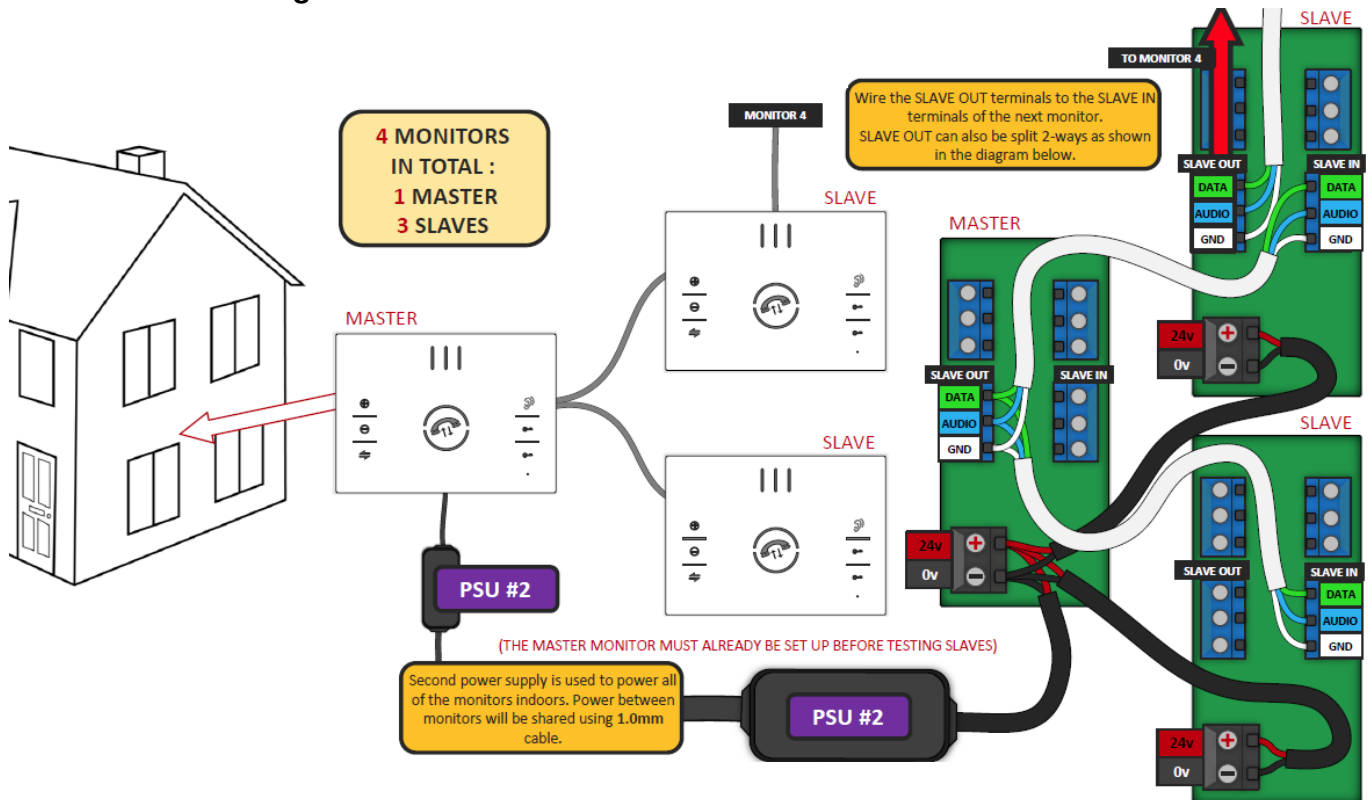 SLAVE
TO MONITOR 4
Wire the SLAVE OUT terminals to the SLAVE IN
terminals of the next monitor.
SLAVE OUT can also be split 2-ways as shown
in the diagram below.
4 MONITORS
IN TOTAL :
1 MASTER
3 SLAVES
MONITOR 4
SLAVE OUT
SLAVE IN
DATA
DATA
AUDIO
AUDIO
GND
GND
SLAVE
MASTER
MASTER
24v
0v
SLAVE OUT
SLAVE IN
DATA
AUDIO
GND
SLAVE
SLAVE
24v
0v
SLAVE OUT
SLAVE IN
DATA
AUDIO
GND
PSU #2
(THE MASTER MONITOR MUST ALREADY BE SET UP BEFORE TESTING SLAVES)
Second power supply is used to power all
of the monitors indoors. Power between
monitors will be shared using 1.0mm
cable.
PSU #2
24v
0v